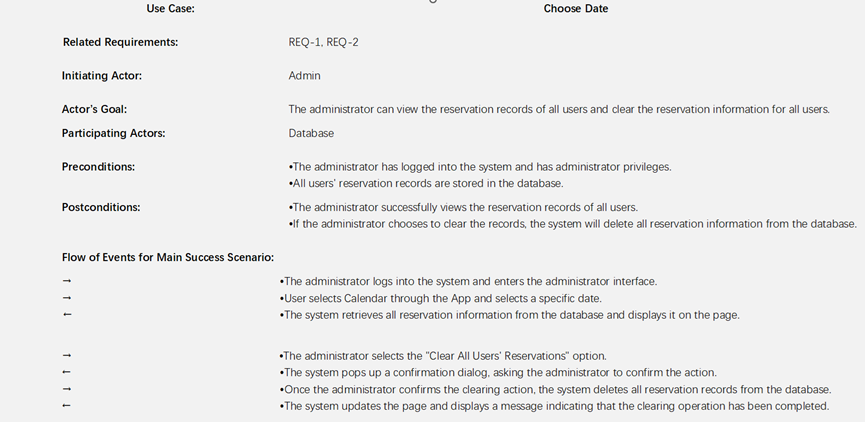 Use Case: Choose Date
Related Requirements: REQ-1, REQ-2
Initiating Actor: Admin
Actor's Goal: The administrator can view the reservation records of all users and clear the reservation information for all users.
Participating Actors: Database
Preconditions: •The administrator has logged into the system and has administrator privileges.
•All users' reservation records are stored in the database.
Postconditions: •The administrator successfully views the reservation records of all users.
•If the administrator chooses to clear the records, the system will delete all reservation information from the database.
Flow of Events for Main Success Scenario:
→ •The administrator logs into the system and enters the administrator interface.
→ •User selects Calendar through the App and selects a specific date.
← •The system retrieves all reservation information from the database and displays it on the page.
→ •The administrator selects the "Clear All Users' Reservations" option.
← •The system pops up a confirmation dialog, asking the administrator to confirm the action.
→ •Once the administrator confirms the clearing action, the system deletes all reservation records from the database.
← •The system updates the page and displays a message indicating that the clearing operation has been completed.